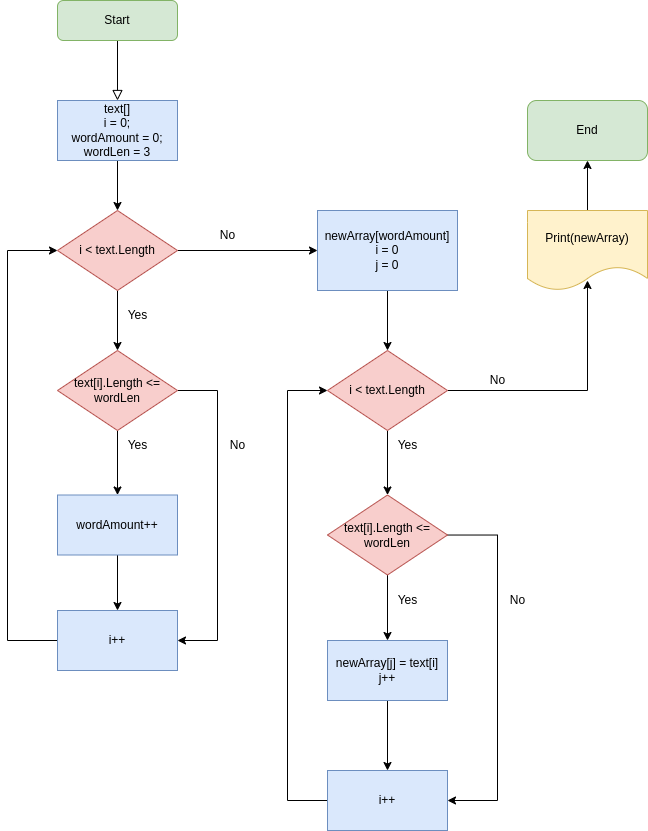 Start
text[]
i = 0;
wordAmount = 0;
wordLen = 3
i < text.Length
No
Yes
text[i].Length <=
wordLen
Yes
No
wordAmount++
i++
newArray[wordAmount]
i = 0
j = 0
i < text.Length
No
Yes
text[i].Length <=
wordLen
Yes
No
newArray[j] = text[i]
j++
i++
Print(newArray)
End